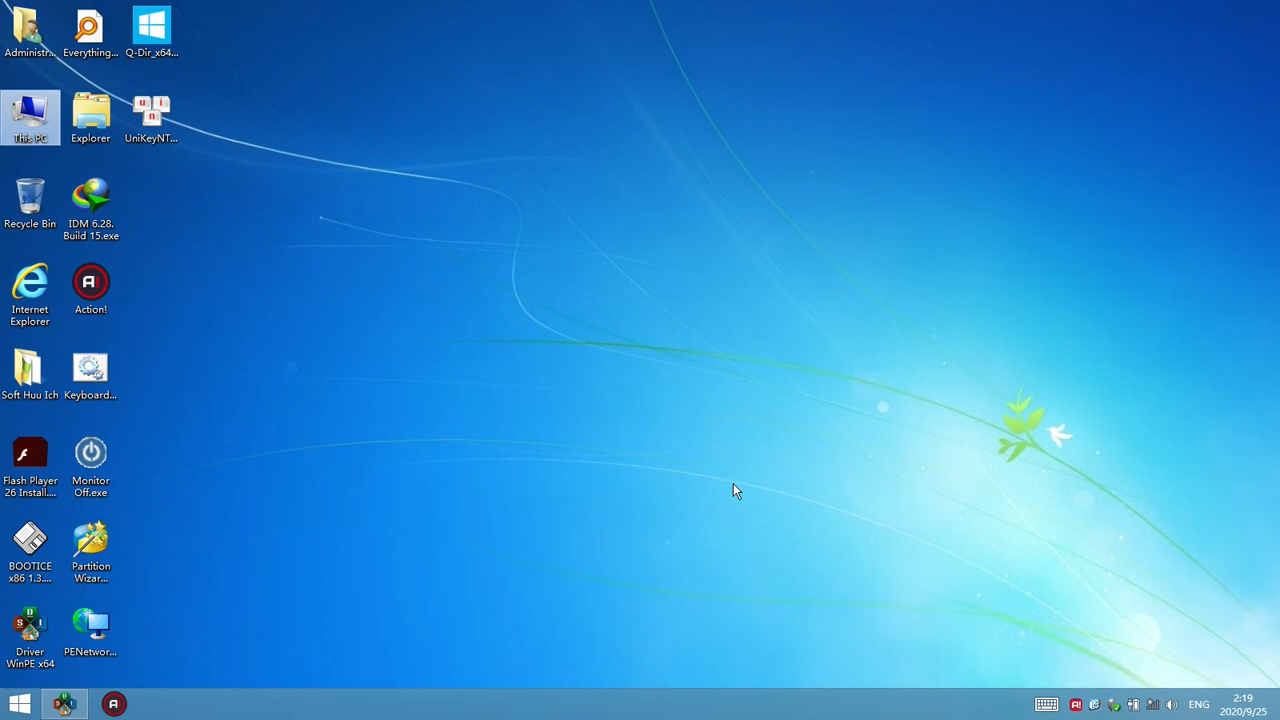 Administr...
Everything...
Q-Dir_x64...
This PC
Explorer
UniKeyNT...
u
i
n
Recycle Bin
IDM 6.28.
Build 15.exe
Internet
Explorer
Action!
Soft Huu Ich
Keyboard...
Flash Player
26 Install....
Monitor
Off.exe
BOOTICE
x86 1.3....
Partition
Wizar...
S D I
Driver
WinPE x64
PENetwor...
ENG
2:19
2020/9/25